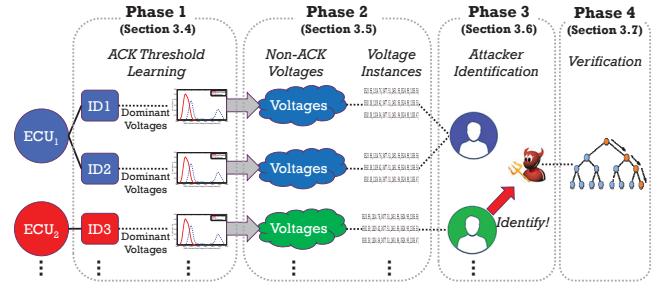 Phase 1
(Section 3.4)
Phase 2
(Section 3.5)
Phase 3
(Section 3.6)
Phase 4
(Section 3.7)
ACK Threshold
Learning
Non-ACK
Voltages
Voltage
Instances
Attacker
Identification
Verification
ECU1
ID1
Dominant
Voltages
Voltages
ID2
Dominant
Voltages
Voltages
ECU2
ID3
Dominant
Voltages
Voltages
Identify!